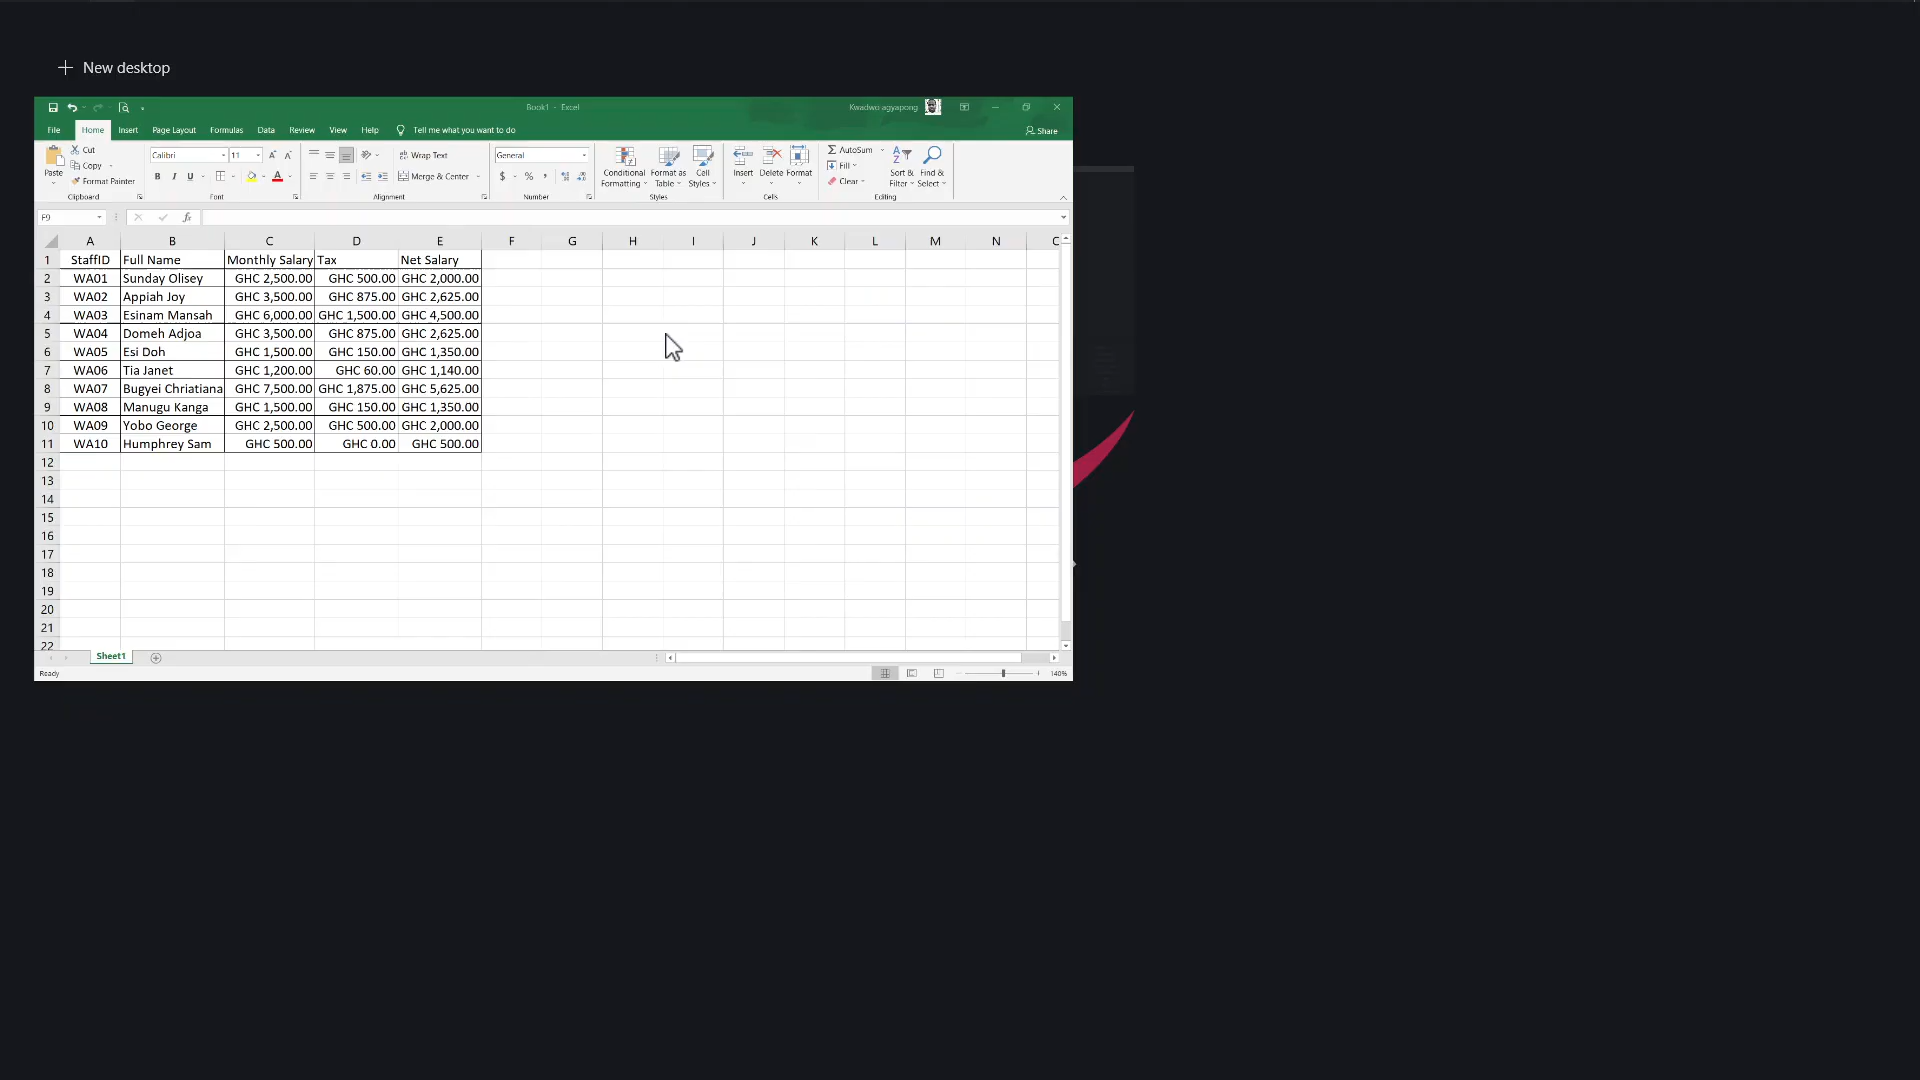 New desktop
Book1 - Excel
Kwadwo agyapong
File Home Insert Page Layout Formulas Data Review View Help Tell me what you want to do Share
Paste
Cut
Copy
Format Painter
Clipboard
Calibri 11
B I U
Font
Wrap Text
Merge & Center
Alignment
General
$ % ,
Number
Conditional Formatting
Format as Table
Cell Styles
Styles
Insert Delete Format
Cells
AutoSum
Fill
Clear
Sort & Filter
Find & Select
Editing
F9 fx
A B C D E F G H I J K L M N C
1 StaffID Full Name Monthly Salary Tax Net Salary
2 WA01 Sunday Olisey GHC 2,500.00 GHC 500.00 GHC 2,000.00
3 WA02 Appiah Joy GHC 3,500.00 GHC 875.00 GHC 2,625.00
4 WA03 Esinam Mansah GHC 6,000.00 GHC 1,500.00 GHC 4,500.00
5 WA04 Domeh Adjoa GHC 3,500.00 GHC 875.00 GHC 2,625.00
6 WA05 Esi Doh GHC 1,500.00 GHC 150.00 GHC 1,350.00
7 WA06 Tia Janet GHC 1,200.00 GHC 60.00 GHC 1,140.00
8 WA07 Bugyei Chriatiana GHC 7,500.00 GHC 1,875.00 GHC 5,625.00
9 WA08 Manugu Kanga GHC 1,500.00 GHC 150.00 GHC 1,350.00
10 WA09 Yobo George GHC 2,500.00 GHC 500.00 GHC 2,000.00
11 WA10 Humphrey Sam GHC 500.00 GHC 0.00 GHC 500.00
12
13
14
15
16
17
18
19
20
21
22
Sheet1
Ready
140%